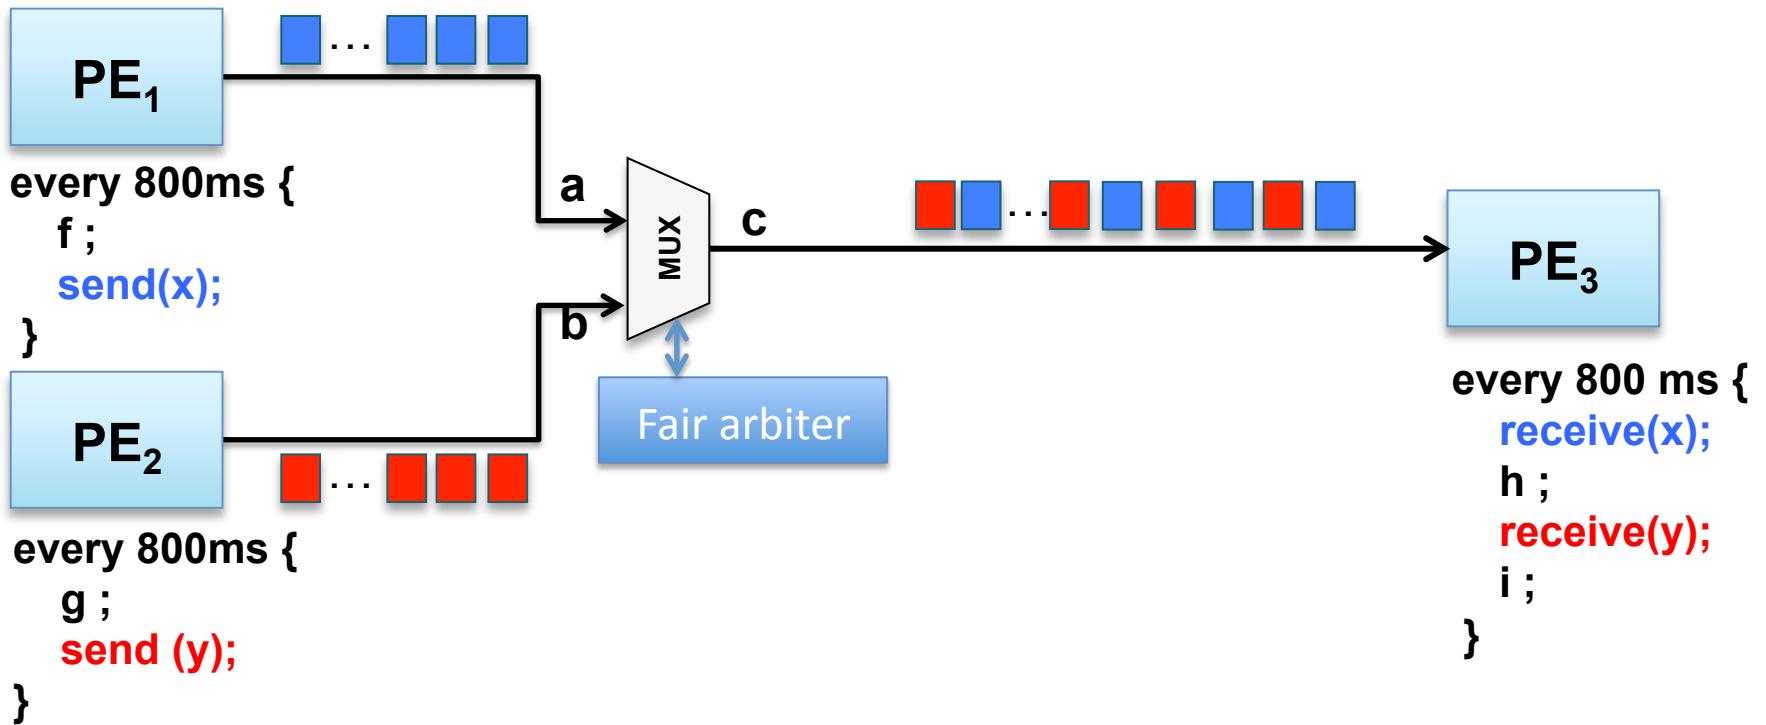 PE1
every 800ms {
f ;
send(x);
}
PE2
every 800ms {
g ;
send (y);
}
...
...
a
b
MUX
c
Fair arbiter
...
PE3
every 800 ms {
receive(x);
h ;
receive(y);
i ;
}